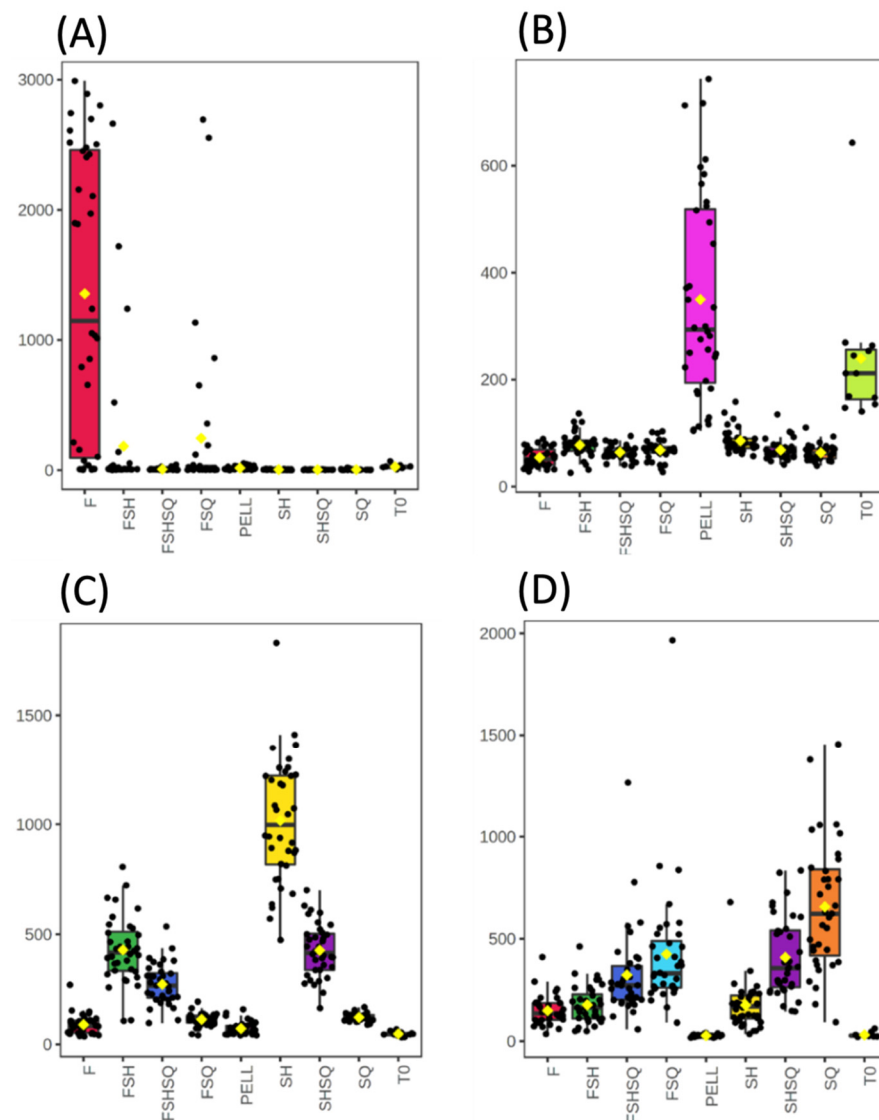 (A)
3000
2000
1000
0
F
FSH
FSHSQ
FSQ
PELL
SH
SHSQ
SQ
T0
(B)
600
400
200
0
F
FSH
FSHSQ
FSQ
PELL
SH
SHSQ
SQ
T0
(C)
1500
1000
500
0
F
FSH
FSHSQ
FSQ
PELL
SH
SHSQ
SQ
T0
(D)
2000
1500
1000
500
0
F
FSH
FSHSQ
FSQ
PELL
SH
SHSQ
SQ
T0